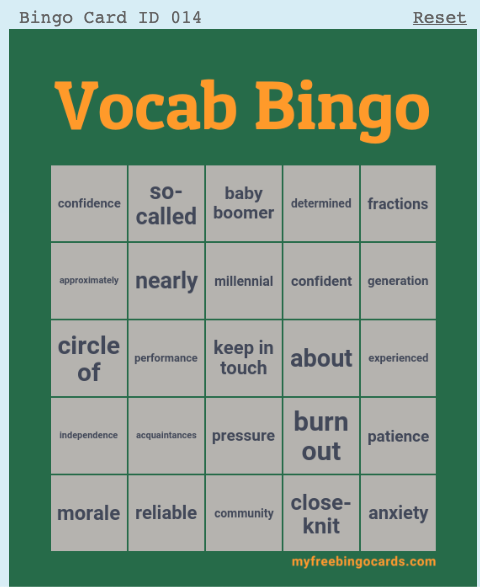 Bingo Card ID 014 Reset
Vocab Bingo
confidence so-called baby boomer determined fractions
approximately nearly millennial confident generation
circle of performance keep in touch about experienced
independence acquaintances pressure burn out patience
morale reliable community close-knit anxiety
myfreebingocards.com